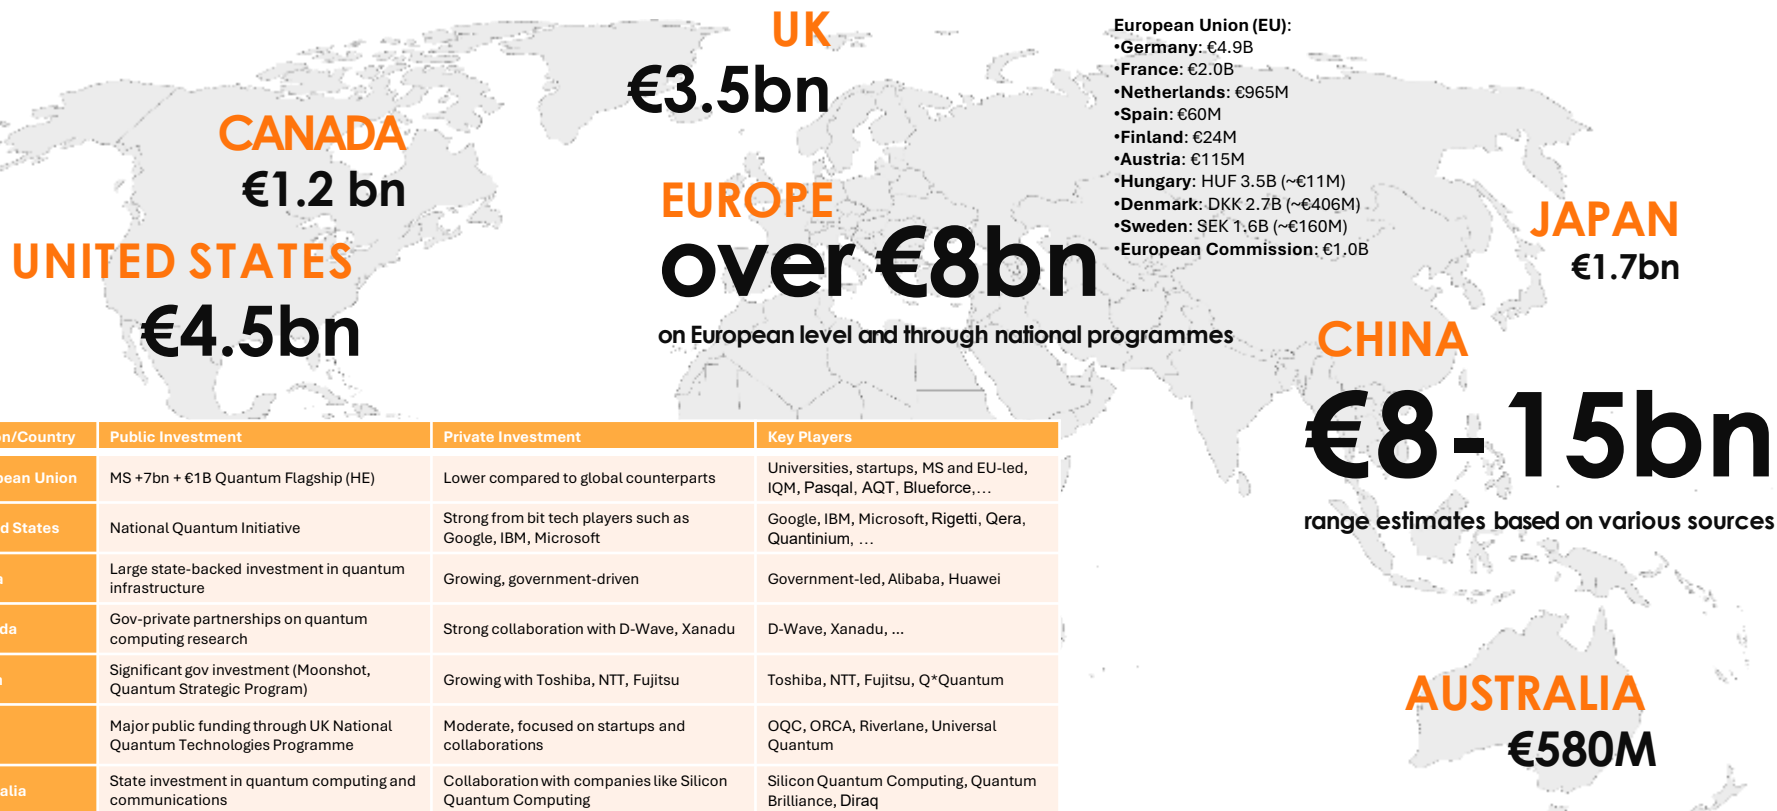 UK
€3.5bn
CANADA
€1.2 bn
UNITED STATES
€4.5bn
EUROPE
over €8bn
on European level and through national programmes
European Union (EU):
•Germany: €4.9B
•France: €2.0B
•Netherlands: €965M
•Spain: €60M
•Finland: €24M
•Austria: €115M
•Hungary: HUF 3.5B (~€11M)
•Denmark: DKK 2.7B (~€406M)
•Sweden: SEK 1.6B (~€160M)
•European Commission: €1.0B
JAPAN
€1.7bn
CHINA
€8-15bn
range estimates based on various sources
AUSTRALIA
€580M
on/Country Public Investment Private Investment Key Players
pean Union MS +7bn + €1B Quantum Flagship (HE) Lower compared to global counterparts Universities, startups, MS and EU-led,
IQM, Pasqal, AQT, Blueforce,…
d States National Quantum Initiative Strong from bit tech players such as
Google, IBM, Microsoft Google, IBM, Microsoft, Rigetti, Qera,
Quantinium, …
a Large state-backed investment in quantum
infrastructure Growing, government-driven Government-led, Alibaba, Huawei
da Gov-private partnerships on quantum
computing research Strong collaboration with D-Wave, Xanadu D-Wave, Xanadu, ...
n Significant gov investment (Moonshot,
Quantum Strategic Program) Growing with Toshiba, NTT, Fujitsu Toshiba, NTT, Fujitsu, Q*Quantum
Major public funding through UK National
Quantum Technologies Programme Moderate, focused on startups and
collaborations OQC, ORCA, Riverlane, Universal
Quantum
alia State investment in quantum computing and
communications Collaboration with companies like Silicon
Quantum Computing Silicon Quantum Computing, Quantum
Brilliance, Diraq